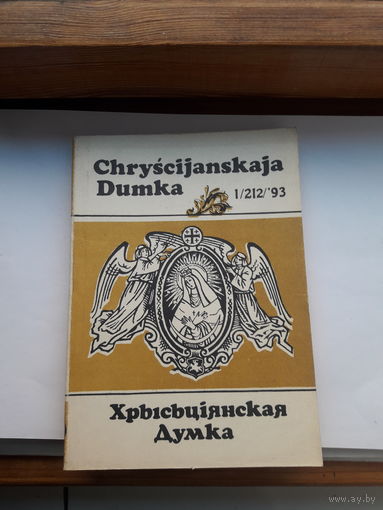 Chryścijanskaja
Dumka
1/212/'93
Хрысьціянская
Думка
www.ay.by